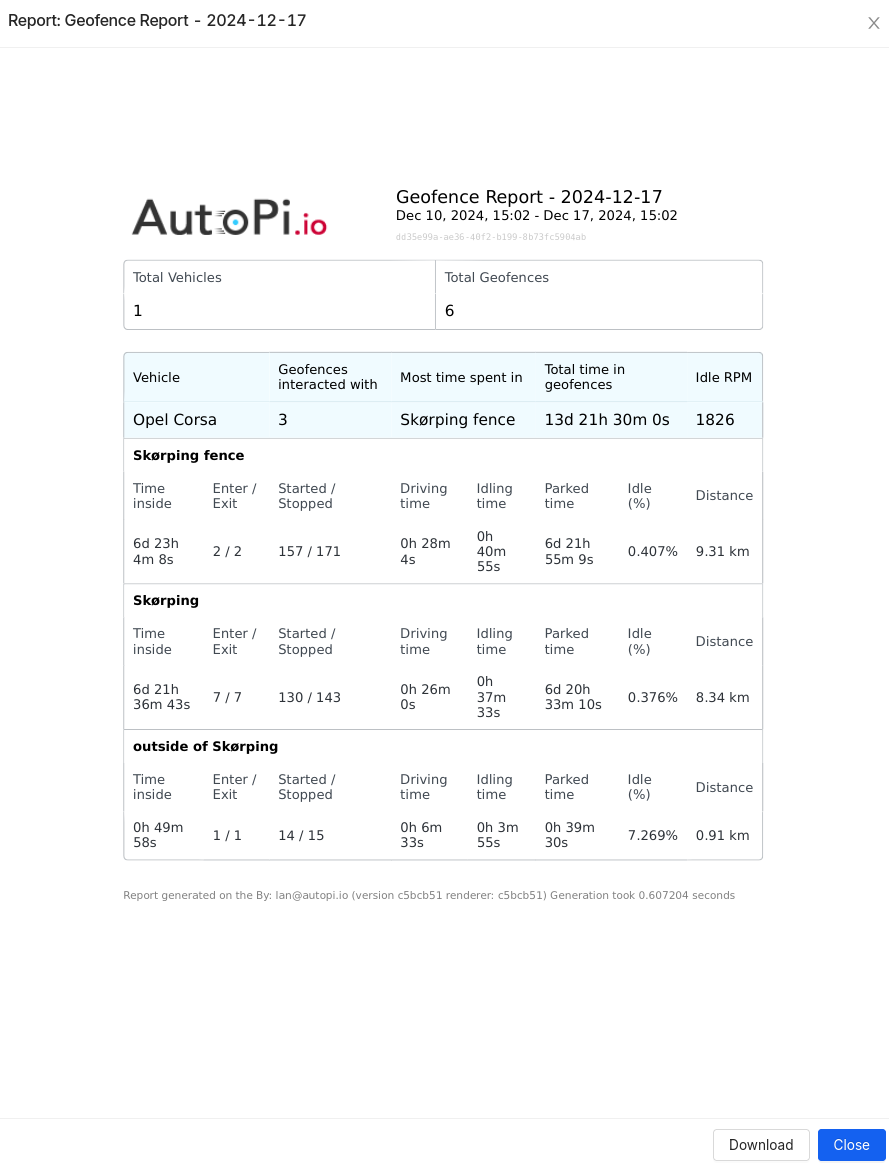 Report: Geofence Report - 2024-12-17
AutoPi.io
Geofence Report - 2024-12-17
Dec 10, 2024, 15:02 - Dec 17, 2024, 15:02
dd35e99a-ae36-40f2-b199-8b73fc5904ab
Total Vehicles
Total Geofences
1
6
Vehicle
Geofences
interacted with
Most time spent in
Total time in
geofences
Idle RPM
Opel Corsa
3
Skørping fence
13d 21h 30m 0s
1826
Skørping fence
Time
inside
Enter /
Exit
Started /
Stopped
Driving
time
Idling
time
Parked
time
Idle
(%)
Distance
6d 23h
4m 8s
2 / 2
157 / 171
0h 28m
4s
0h
40m
55s
6d 21h
55m 9s
0.407%
9.31 km
Skørping
Time
inside
Enter /
Exit
Started /
Stopped
Driving
time
Idling
time
Parked
time
Idle
(%)
Distance
6d 21h
36m 43s
7 / 7
130 / 143
0h 26m
0s
0h
37m
33s
6d 20h
33m 10s
0.376%
8.34 km
outside of Skørping
Time
inside
Enter /
Exit
Started /
Stopped
Driving
time
Idling
time
Parked
time
Idle
(%)
Distance
0h 49m
58s
1 / 1
14 / 15
0h 6m
33s
0h 3m
55s
0h 39m
30s
7.269%
0.91 km
Report generated on the By: lan@autopi.io (version c5bcb51 renderer: c5bcb51) Generation took 0.607204 seconds
Download
Close